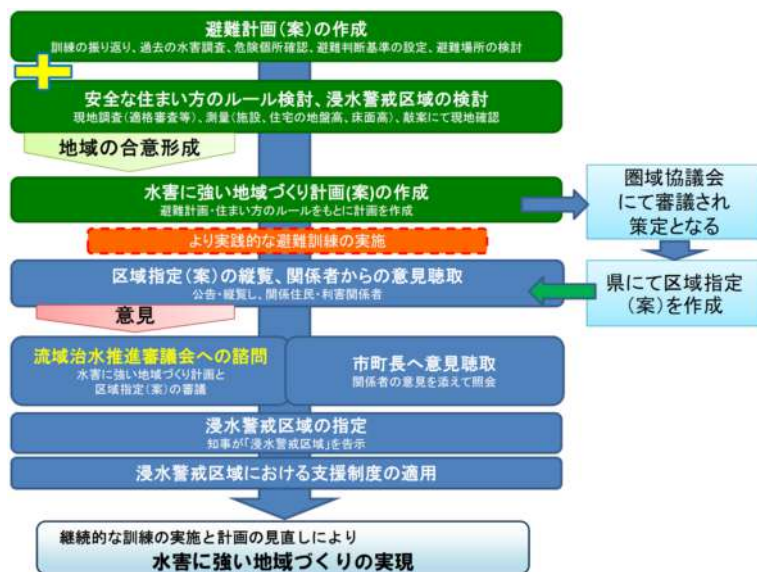 避難計画(案)の作成
訓練の振り返り、過去の水害調査、危険個所確認、避難判断基準の設定、避難場所の検討
安全な住まい方のルール検討、浸水警戒区域の検討
現地調査(適格審査等)、測量(施設、住宅の地盤高、床面高)、敲案にて現地確認
地域の合意形成
水害に強い地域づくり計画(案)の作成
避難計画・住まい方のルールをもとに計画を作成
圏域協議会
にて審議され
策定となる
より実践的な避難訓練の実施
区域指定(案)の縦覧、関係者からの意見聴取
公告・縦覧し、関係住民・利害関係者
県にて区域指定
(案)を作成
意見
流域治水推進審議会への諮問
水害に強い地域づくり計画と
区域指定(案)の審議
市町長へ意見聴取
関係者の意見を添えて照会
浸水警戒区域の指定
知事が「浸水警戒区域」を告示
浸水警戒区域における支援制度の適用
継続的な訓練の実施と計画の見直しにより
水害に強い地域づくりの実現